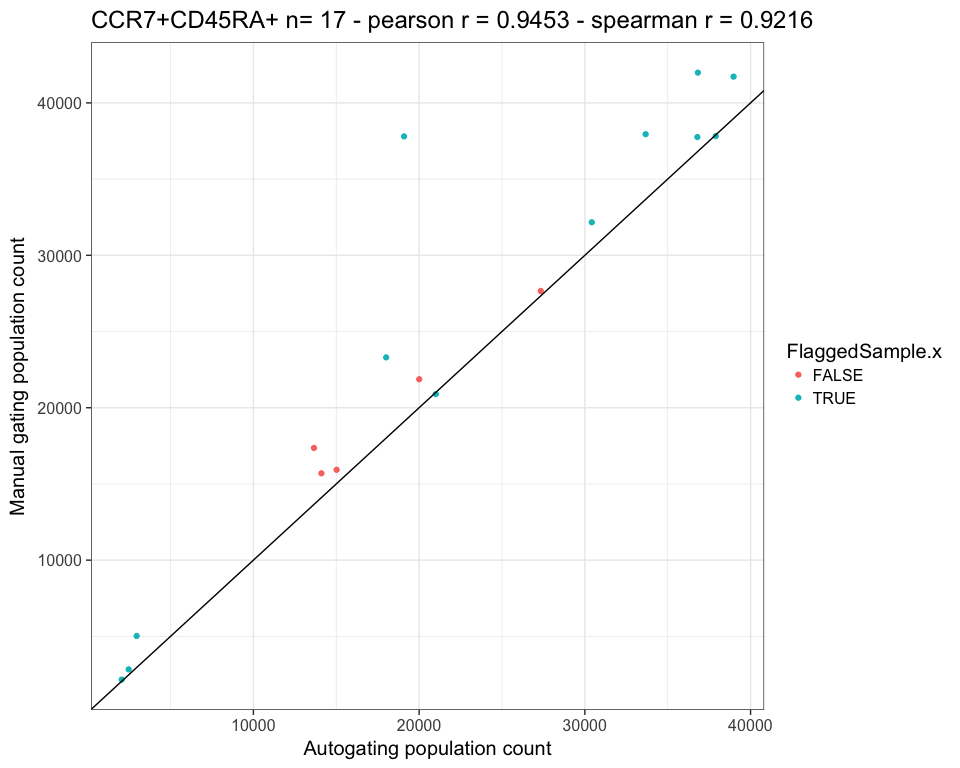 CCR7+CD45RA+ n= 17 - pearson r = 0.9453 - spearman r = 0.9216
Manual gating population count
40000
30000
20000
10000
10000
20000
30000
40000
Autogating population count
FlaggedSample.x
FALSE
TRUE